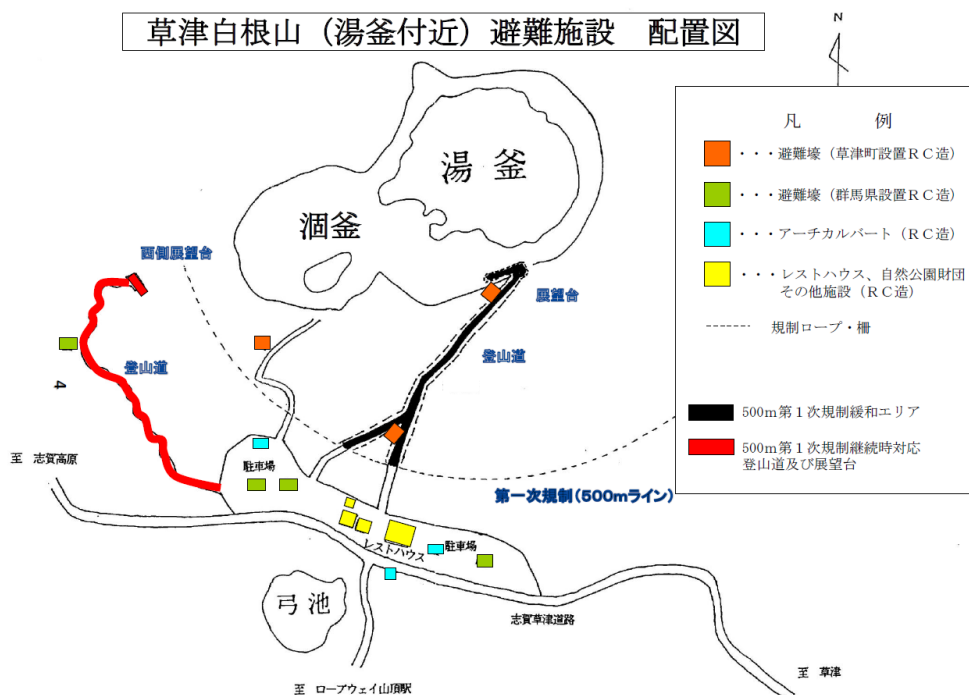 草津白根山（湯釜付近）避難施設　配置図
N
凡　　　例
・・・避難壕（草津町設置ＲＣ造）
・・・避難壕（群馬県設置ＲＣ造）
・・・アーチカルバート（ＲＣ造）
・・・レストハウス、自然公園財団
その他施設（ＲＣ造）
規制ロープ・柵
500ｍ第１次規制緩和エリア
500ｍ第１次規制継続時対応
登山道及び展望台
湯釜
涸釜
西側展望台
展望台
登山道
登山道
4
至　志賀高原
駐車場
第一次規制（500ｍライン）
レストハウス
駐車場
弓池
志賀草津道路
至　草津
至　ロープウェイ山頂駅